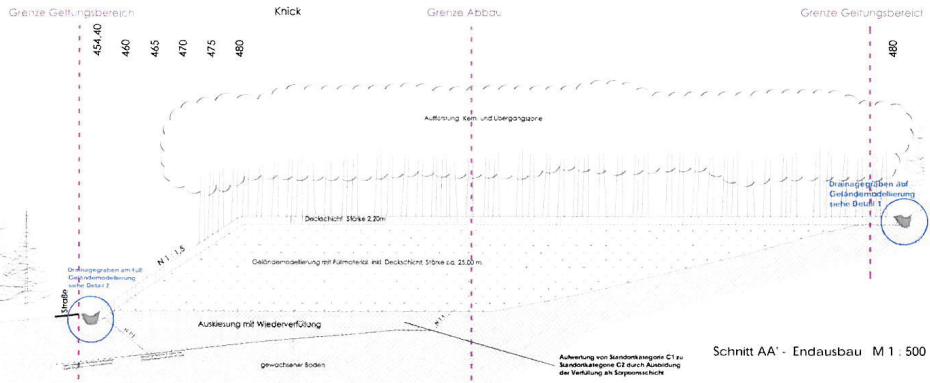 Grenze Geltungsbereich
Knick
Grenze Abbau
Grenze Geltungsbereich
454.40
460
465
470
475
480
480
Aufforstung, Kern- und Übergangszone
Drainagegraben auf
Geländemodellierung
siehe Detail 1
Deckschicht, Stärke 2,20m
N 1 : 1,5
Geländemodellierung mit Füllmaterial, inkl. Deckschicht, Stärke ca. 25,00 m.
Drainagegraben am Fuß
Geländemodellierung
siehe Detail 2
Straße
Auskiesung mit Wiederverfüllung
N 1:1
N 1:1
gewachsener Boden
Aufwertung von Standortkategorie C1 zu
Standortkategorie C2 durch Ausbildung
der Verfüllung als Sorptionsschicht
Schnitt AA' - Endausbau M 1 : 500